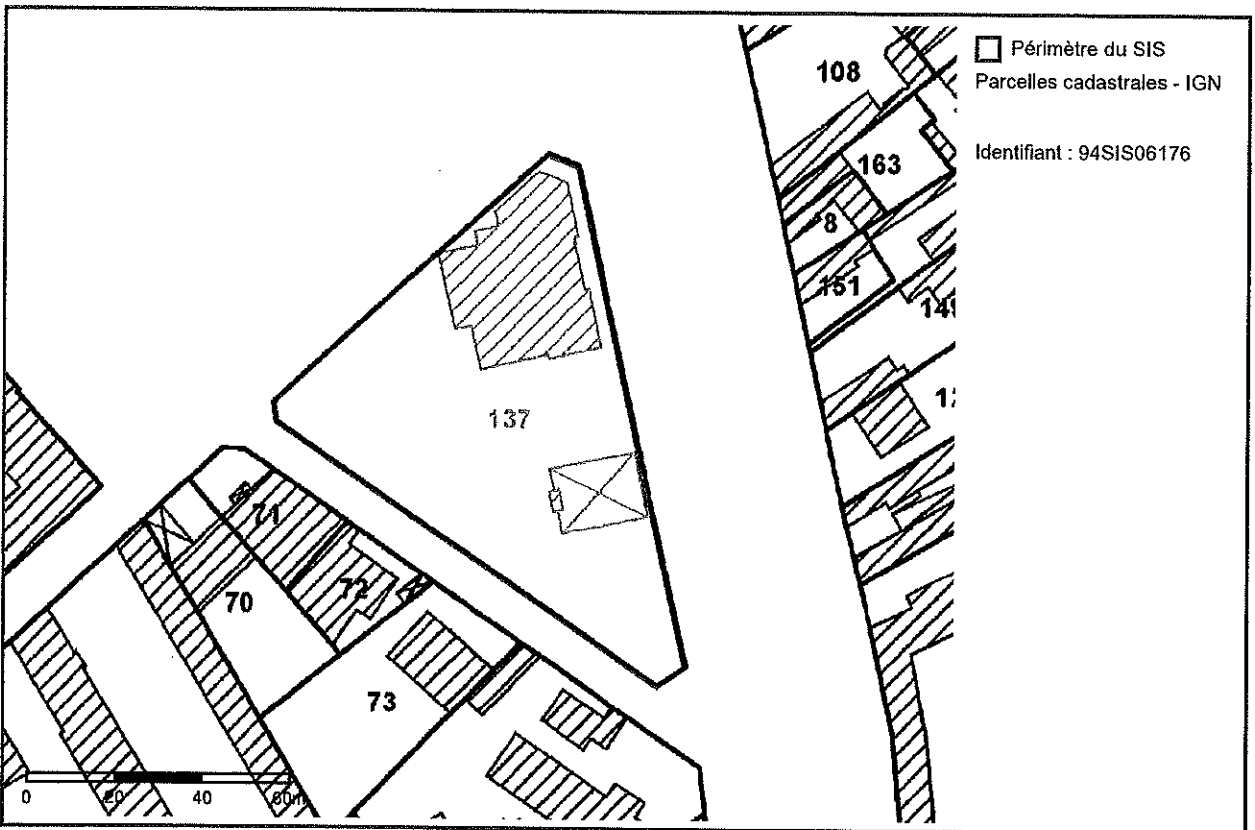 Périmètre du SIS
Parcelles cadastrales - IGN
Identifiant : 94SIS06176
108
163
8
151
137
71
72
70
73
0 20 40 60m